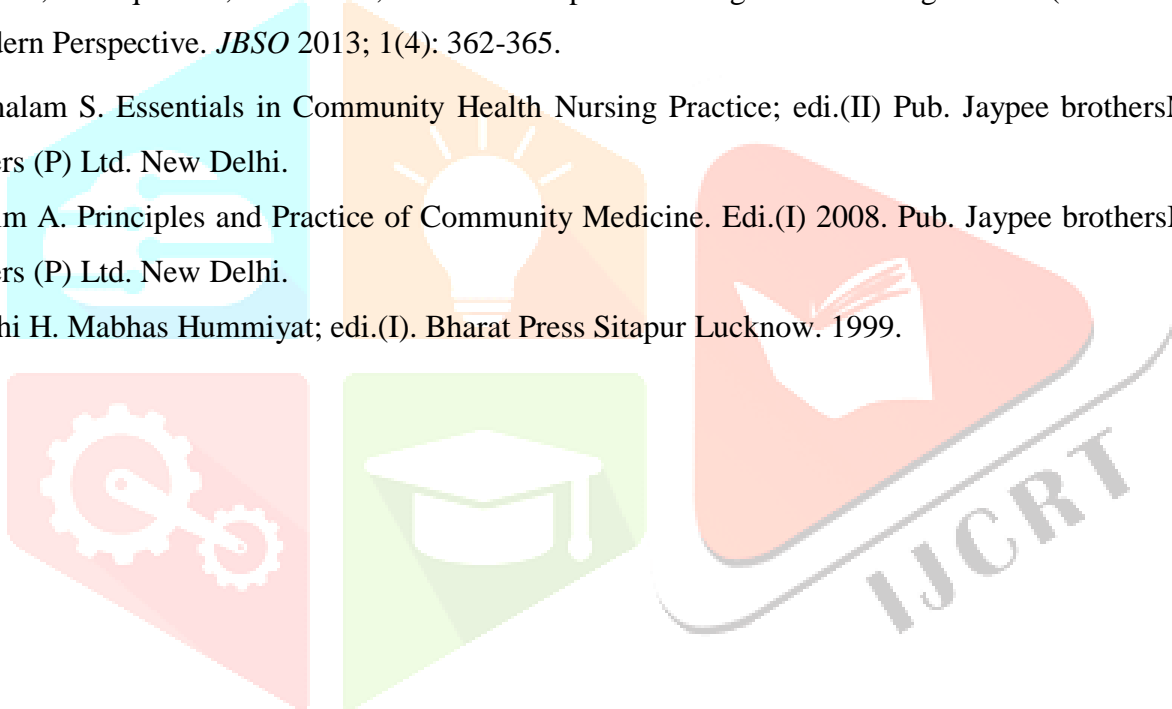 dern Perspective. JBSO 2013; 1(4): 362-365.
halam S. Essentials in Community Health Nursing Practice; edi.(II) Pub. Jaypee brothers
ers (P) Ltd. New Delhi.
im A. Principles and Practice of Community Medicine. Edi.(I) 2008. Pub. Jaypee brothers
ers (P) Ltd. New Delhi.
hi H. Mabhas Hummiyat; edi.(I). Bharat Press Sitapur Lucknow. 1999.
IJCRT